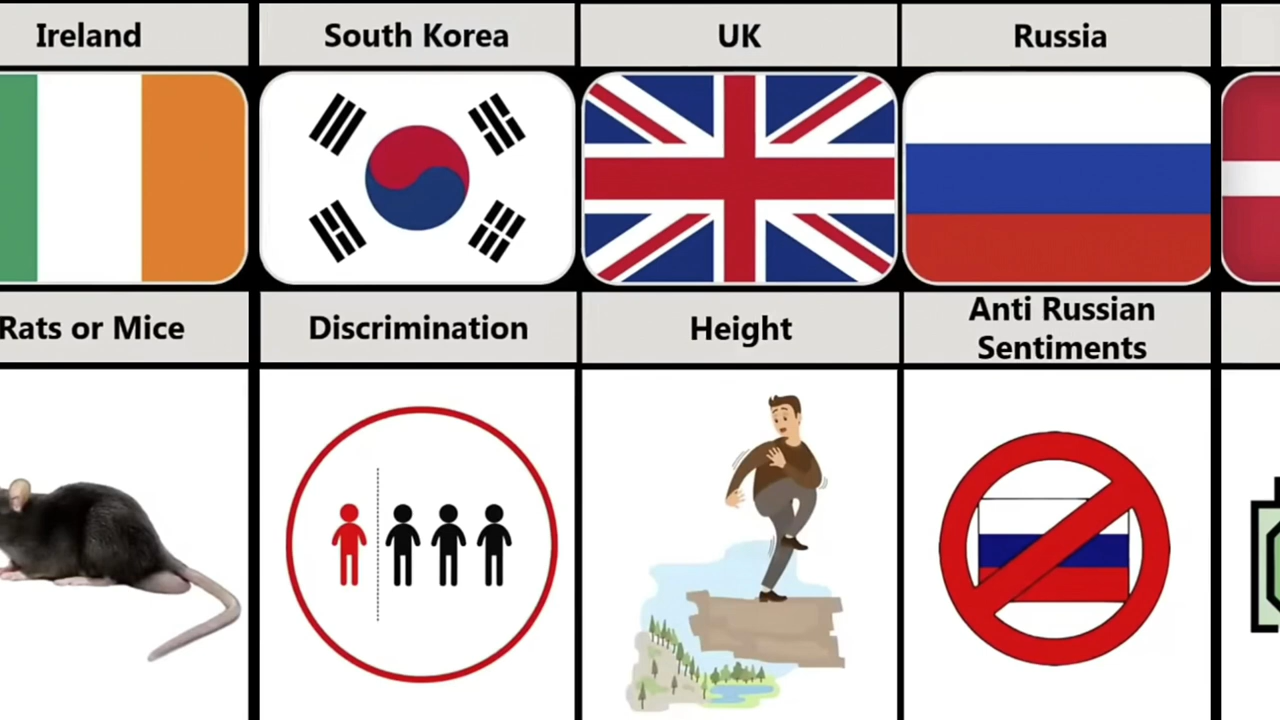 Ireland
South Korea
UK
Russia
Rats or Mice
Discrimination
Height
Anti Russian
Sentiments